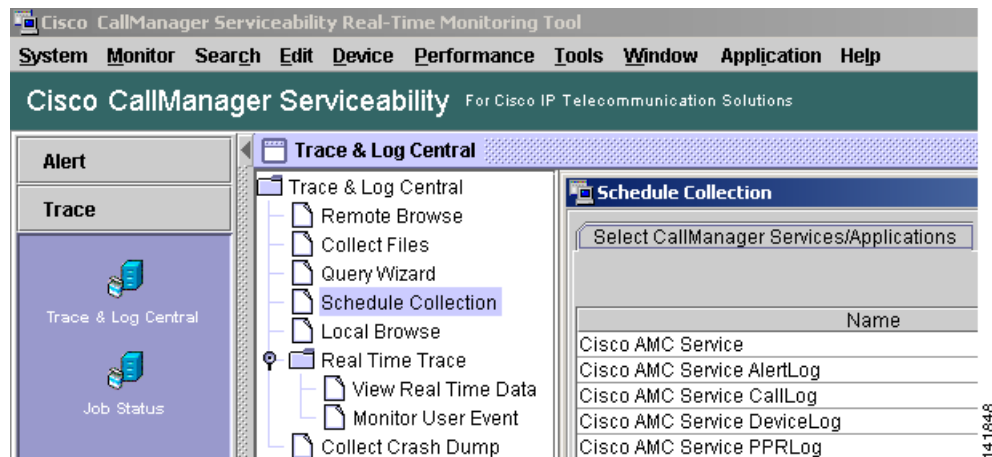 Cisco CallManager Serviceability Real-Time Monitoring Tool
System Monitor Search Edit Device Performance Tools Window Application Help
Cisco CallManager Serviceability For Cisco IP Telecommunication Solutions
Alert
Trace
Trace & Log Central
Job Status
Trace & Log Central
Trace & Log Central
Remote Browse
Collect Files
Query Wizard
Schedule Collection
Local Browse
Real Time Trace
View Real Time Data
Monitor User Event
Collect Crash Dump
Schedule Collection
Select CallManager Services/Applications
Name
Cisco AMC Service
Cisco AMC Service AlertLog
Cisco AMC Service CallLog
Cisco AMC Service DeviceLog
Cisco AMC Service PPRLog
141848